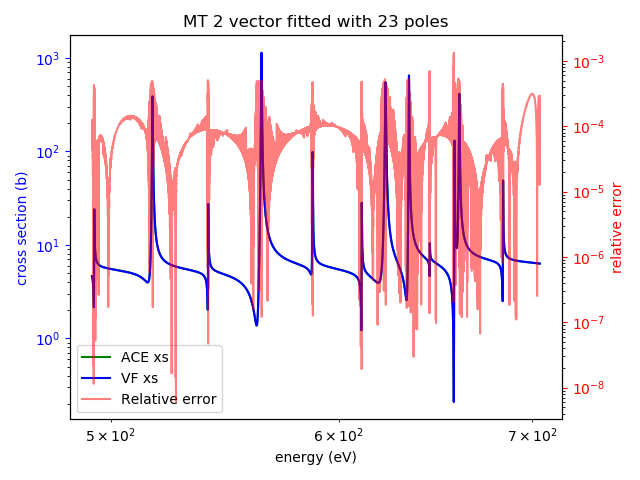 MT 2 vector fitted with 23 poles
10³
10²
10¹
10⁰
cross section (b)
10⁻³
10⁻⁴
10⁻⁵
10⁻⁶
10⁻⁷
10⁻⁸
relative error
ACE xs
VF xs
Relative error
5 × 10²
6 × 10²
7 × 10²
energy (eV)